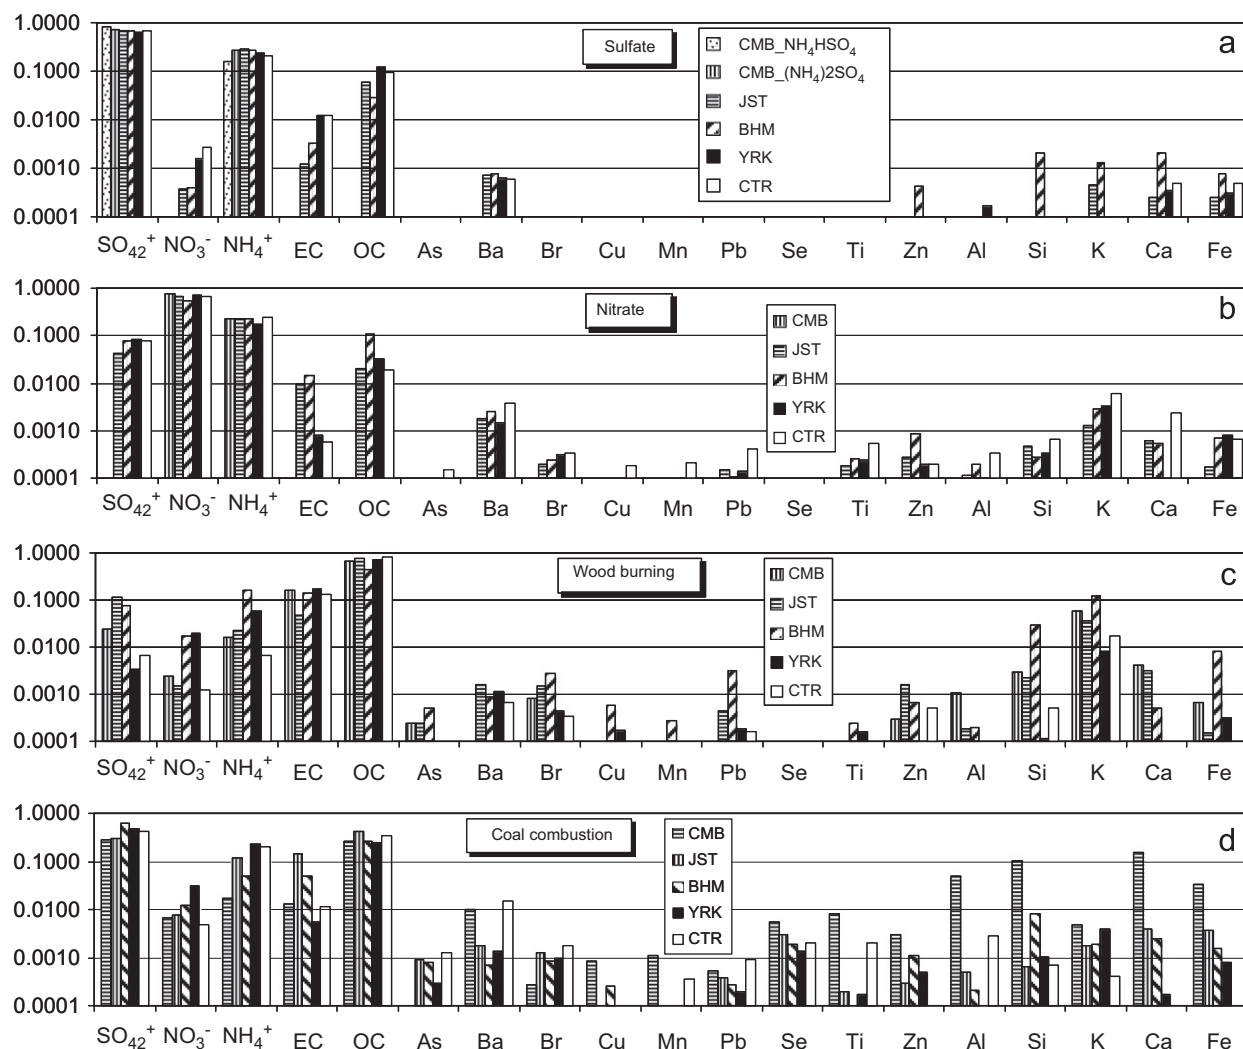 1.0000
0.1000
0.0100
0.0010
0.0001
Sulfate
a
CMB_NH₄HSO₄
CMB_(NH₄)2SO₄
JST
BHM
YRK
CTR
SO₄₂⁺ NO₃⁻ NH₄⁺ EC OC As Ba Br Cu Mn Pb Se Ti Zn Al Si K Ca Fe
1.0000
0.1000
0.0100
0.0010
0.0001
Nitrate
b
CMB
JST
BHM
YRK
CTR
SO₄₂⁺ NO₃⁻ NH₄⁺ EC OC As Ba Br Cu Mn Pb Se Ti Zn Al Si K Ca Fe
1.0000
0.1000
0.0100
0.0010
0.0001
Wood burning
c
CMB
JST
BHM
YRK
CTR
SO₄₂⁺ NO₃⁻ NH₄⁺ EC OC As Ba Br Cu Mn Pb Se Ti Zn Al Si K Ca Fe
1.0000
0.1000
0.0100
0.0010
0.0001
Coal combustion
d
CMB
JST
BHM
YRK
CTR
SO₄₂⁺ NO₃⁻ NH₄⁺ EC OC As Ba Br Cu Mn Pb Se Ti Zn Al Si K Ca Fe